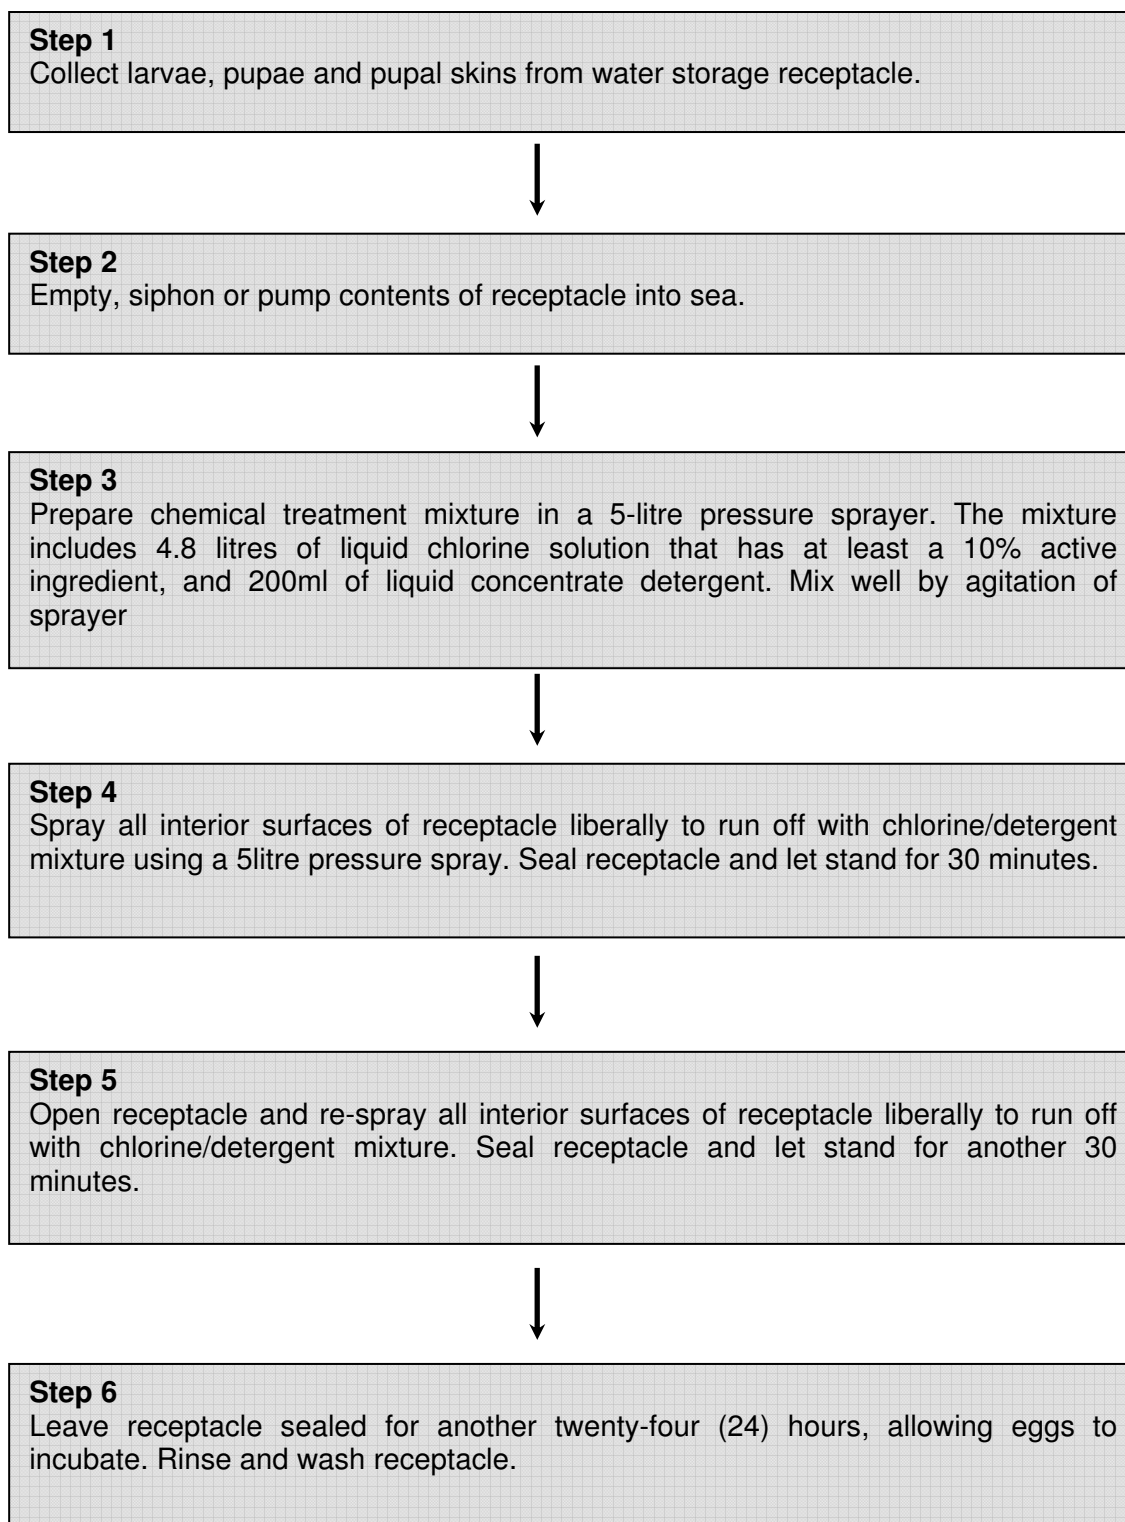 Step 1
Collect larvae, pupae and pupal skins from water storage receptacle.
Step 2
Empty, siphon or pump contents of receptacle into sea.
Step 3
Prepare chemical treatment mixture in a 5-litre pressure sprayer. The mixture
includes 4.8 litres of liquid chlorine solution that has at least a 10% active
ingredient, and 200ml of liquid concentrate detergent. Mix well by agitation of
sprayer
Step 4
Spray all interior surfaces of receptacle liberally to run off with chlorine/detergent
mixture using a 5litre pressure spray. Seal receptacle and let stand for 30 minutes.
Step 5
Open receptacle and re-spray all interior surfaces of receptacle liberally to run off
with chlorine/detergent mixture. Seal receptacle and let stand for another 30
minutes.
Step 6
Leave receptacle sealed for another twenty-four (24) hours, allowing eggs to
incubate. Rinse and wash receptacle.